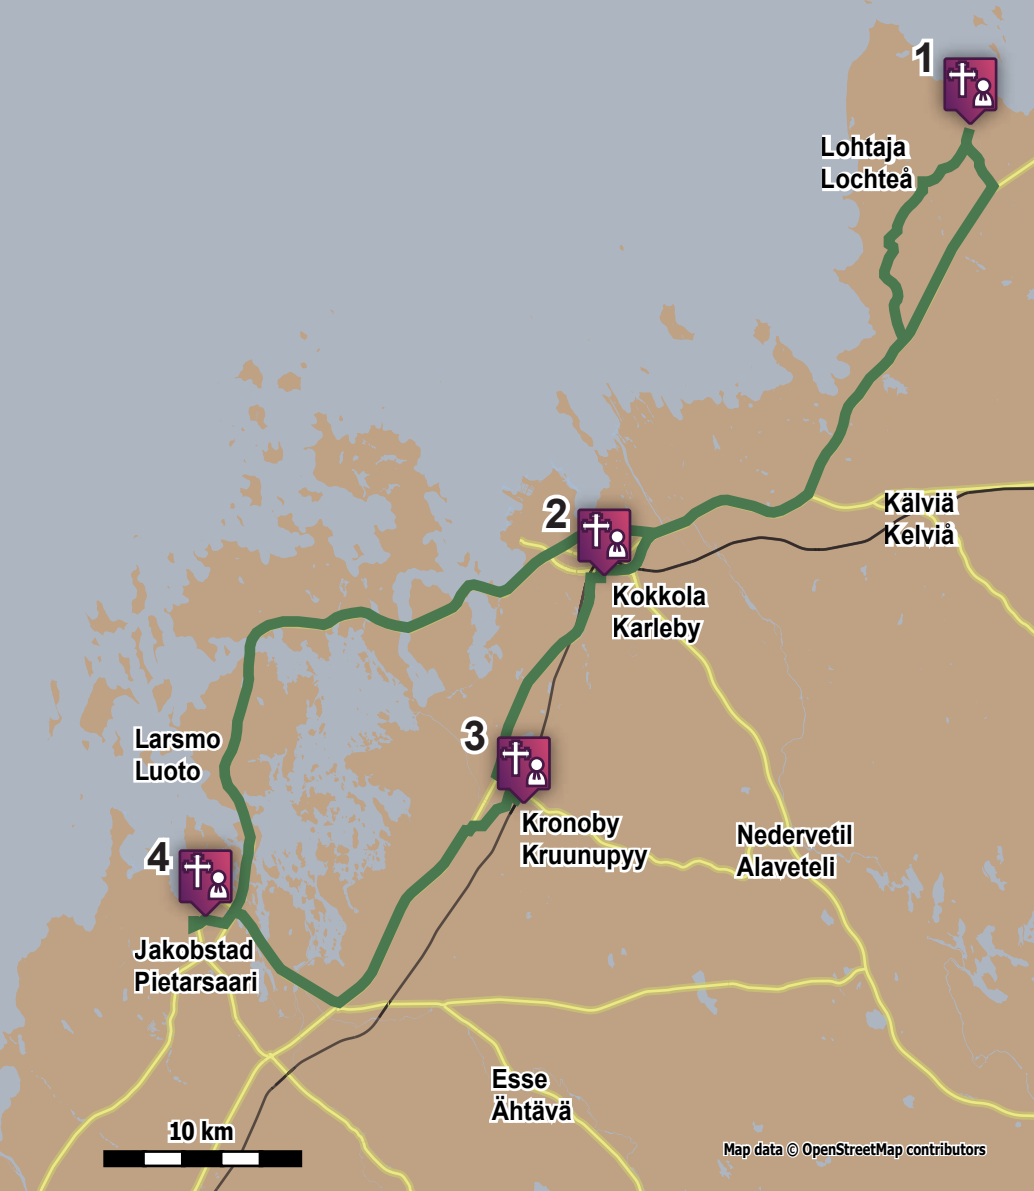 1
Lohtaja
Lochteå
2
Kälviä
Kelviå
Kokkola
Karleby
3
Larsmo
Luoto
Kronoby
Kruunupyy
Nedervetil
Alaveteli
4
Jakobstad
Pietarsaari
Esse
Ähtävä
10 km
Map data © OpenStreetMap contributors